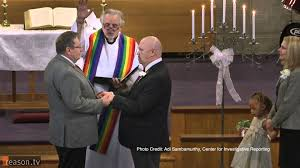 Photo Credit: Adi Sambamurthy, Center for Investigative Reporting
reason.tv